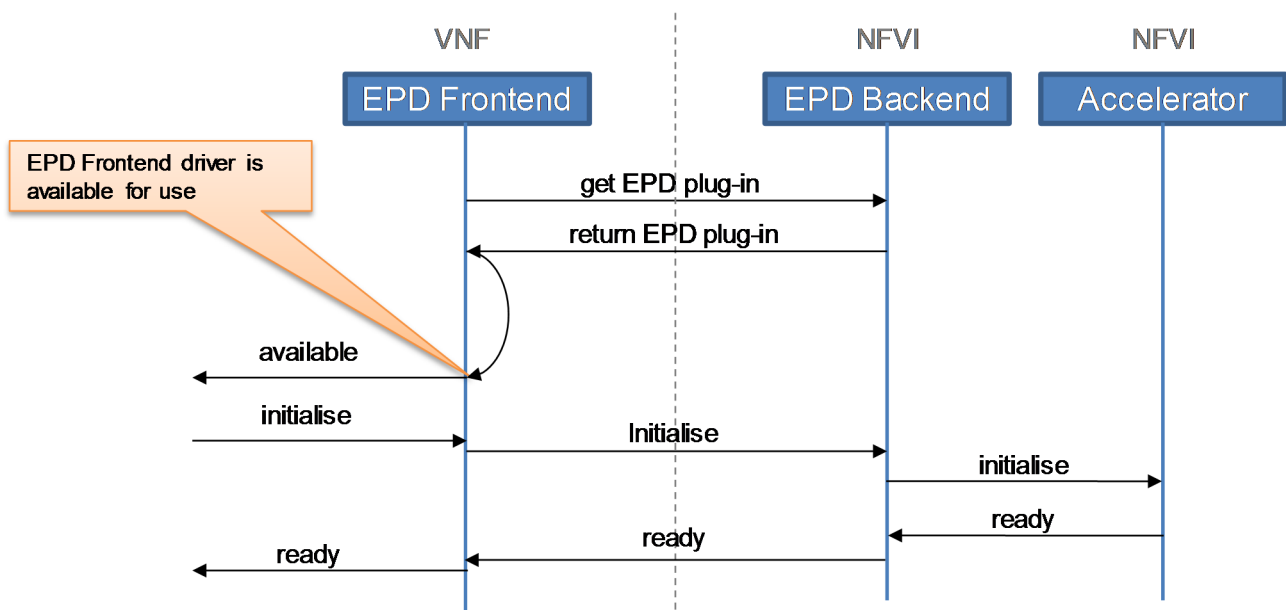 VNF
NFVI
NFVI
EPD Frontend
EPD Backend
Accelerator
EPD Frontend driver is
available for use
get EPD plug-in
return EPD plug-in
available
initialise
Initialise
initialise
ready
ready
ready